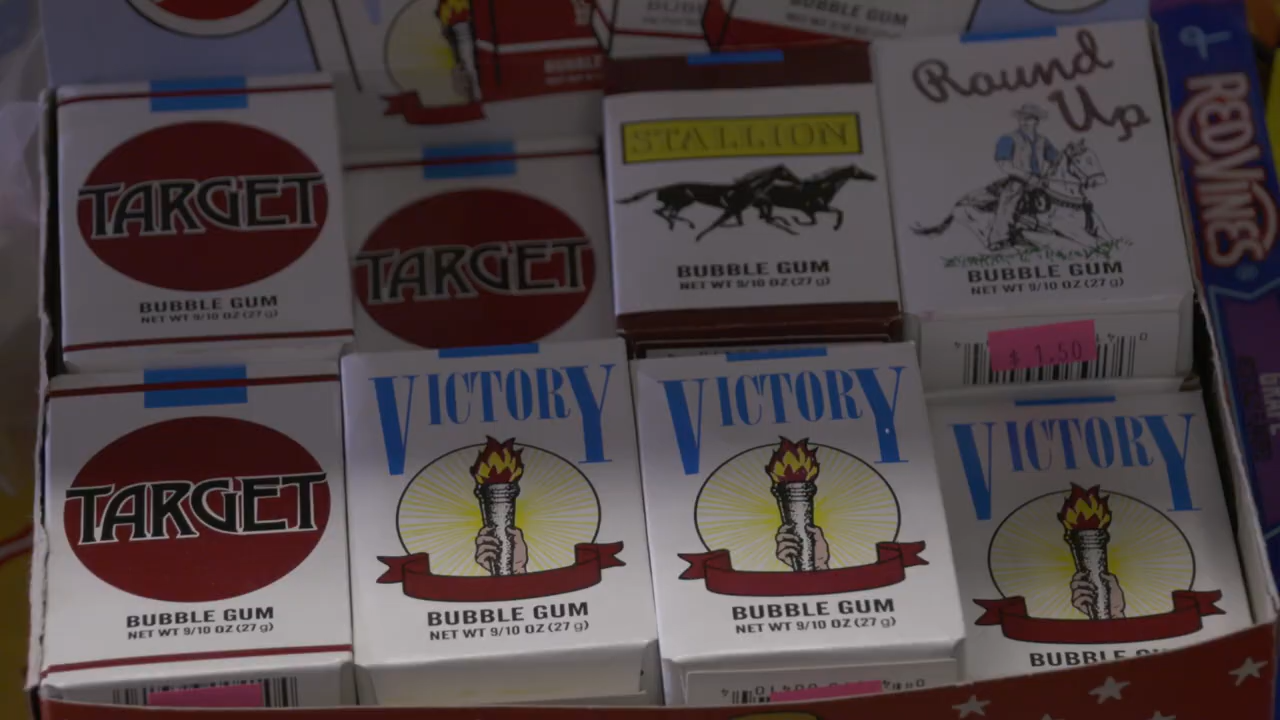 BUBBLE GUM
TARGET
BUBBLE GUM
NET WT 9/10 OZ (27 g)
TARGET
STALLION
BUBBLE GUM
NET WT 9/10 OZ (27 g)
Round
Up
BUBBLE GUM
NET WT 9/10 OZ (27 g)
$ 1.50
RED VINES
TARGET
BUBBLE GUM
NET WT 9/10 OZ (27 g)
VICTORY
BUBBLE GUM
NET WT 9/10 OZ (27 g)
VICTORY
BUBBLE GUM
NET WT 9/10 OZ (27 g)
VICTORY